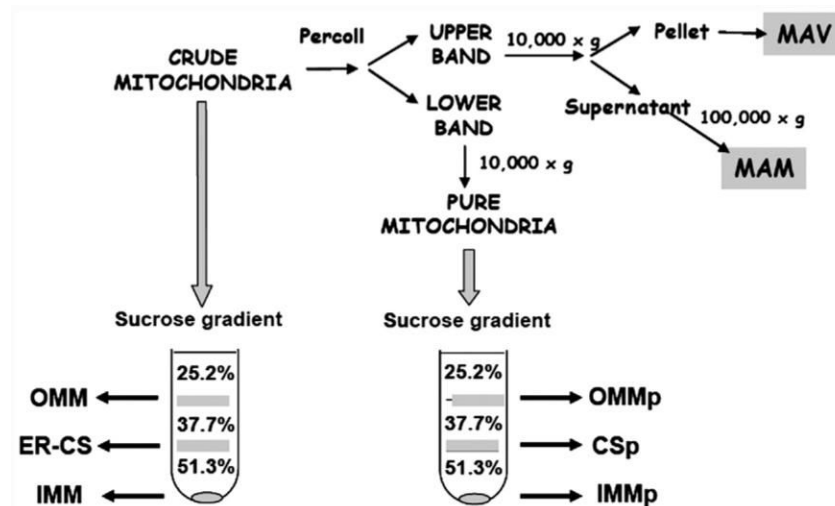 CRUDE
MITOCHONDRIA
Percoll
UPPER
BAND
10,000 x g
Pellet
MAV
LOWER
BAND
Supernatant
100,000 x g
MAM
10,000 x g
PURE
MITOCHONDRIA
Sucrose gradient
25.2%
OMM
37.7%
ER-CS
51.3%
IMM
Sucrose gradient
25.2%
OMMp
37.7%
CSp
51.3%
IMMp